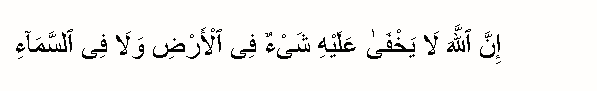 إِنَّ ٱللَّهَ لَا يَخْفَىٰ عَلَيْهِ شَىْءٌ فِى ٱلْأَرْضِ وَلَا فِى ٱلسَّمَآءِ